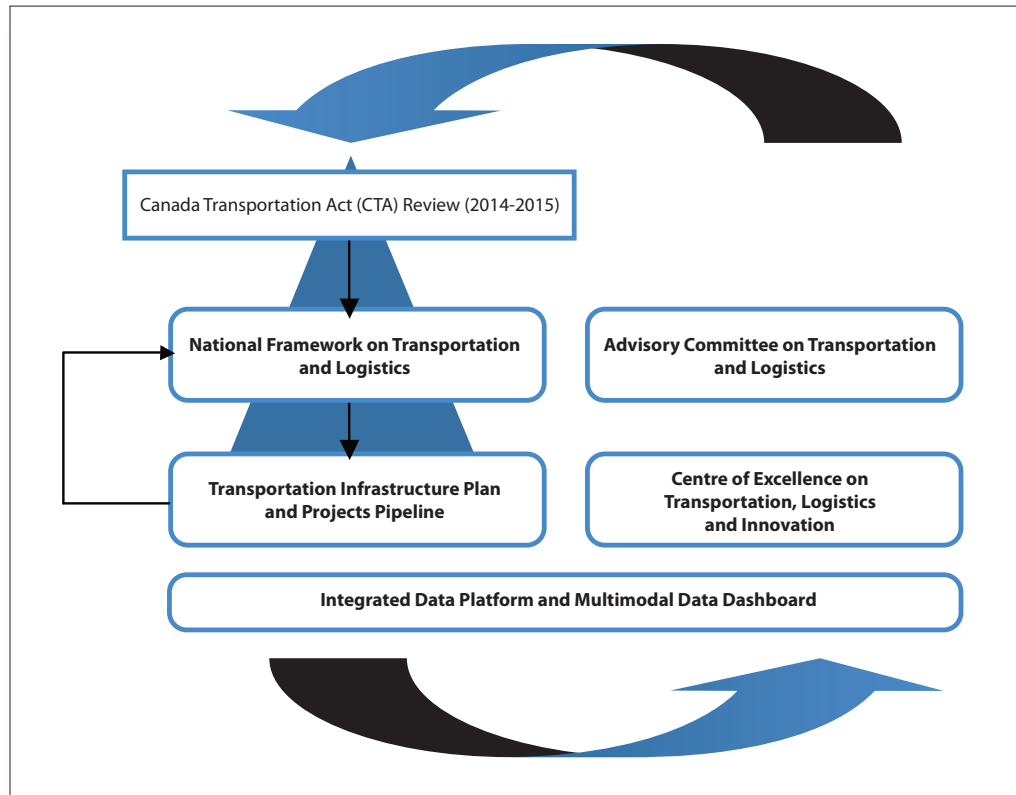 Canada Transportation Act (CTA) Review (2014-2015)
National Framework on Transportation
and Logistics
Advisory Committee on Transportation
and Logistics
Transportation Infrastructure Plan
and Projects Pipeline
Centre of Excellence on
Transportation, Logistics
and Innovation
Integrated Data Platform and Multimodal Data Dashboard